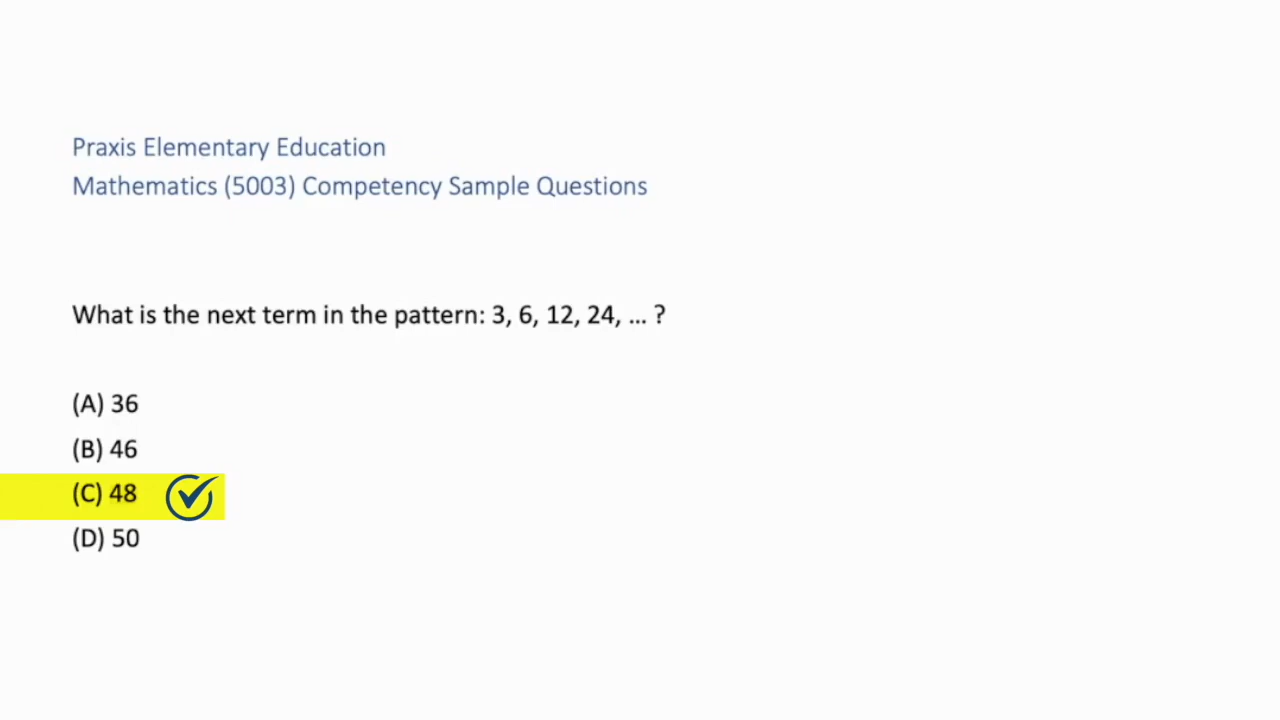 Praxis Elementary Education
Mathematics (5003) Competency Sample Questions
What is the next term in the pattern: 3, 6, 12, 24, ... ?
(A) 36
(B) 46
(C) 48
(D) 50